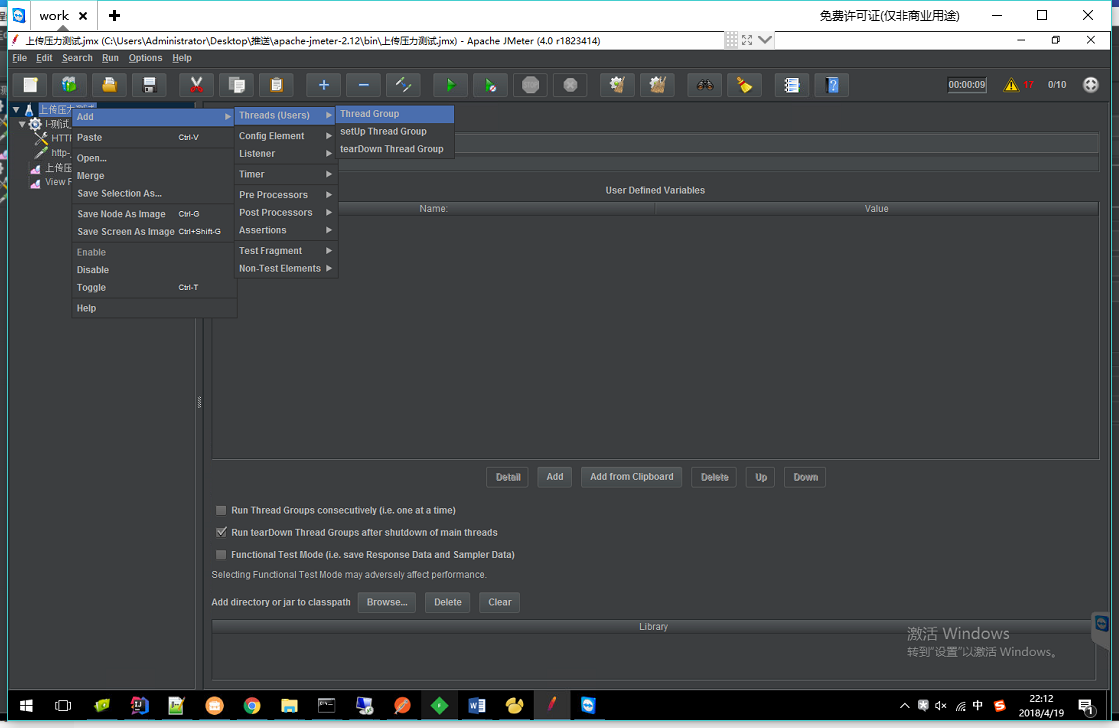 work
免费许可证(仅非商业用途)
上传压力测试.jmx (C:\Users\Administrator\Desktop\推送\apache-jmeter-2.12\bin\上传压力测试.jmx) - Apache JMeter (4.0 r1823414)
File Edit Search Run Options Help
00:00:09 17 0/10
上传压力测试
Add Threads (Users) Thread Group
setUp Thread Group
tearDown Thread Group
Paste Ctrl-V
Open...
Merge
Save Selection As...
Save Node As Image Ctrl-G
Save Screen As Image Ctrl+Shift-G
Enable
Disable
Toggle Ctrl-T
Help
Config Element
Listener
Timer
Pre Processors
Post Processors
Assertions
Test Fragment
Non-Test Elements
HTTP
http-
上传压
View R
User Defined Variables
Name: Value
Detail Add Add from Clipboard Delete Up Down
Run Thread Groups consecutively (i.e. one at a time)
Run tearDown Thread Groups after shutdown of main threads
Functional Test Mode (i.e. save Response Data and Sampler Data)
Selecting Functional Test Mode may adversely affect performance.
Add directory or jar to classpath Browse... Delete Clear
Library
激活 Windows
转到"设置"以激活 Windows。
中
22:12
2018/4/19
1